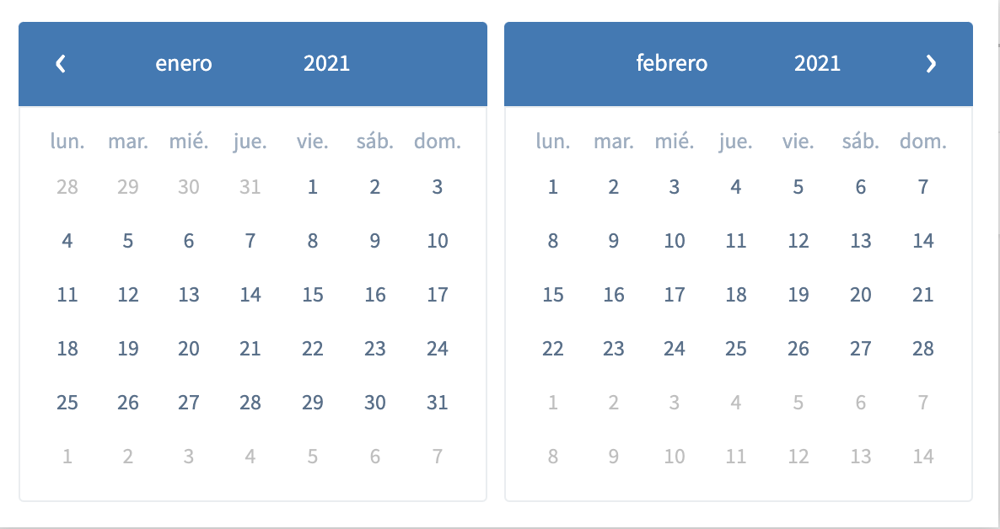 enero 2021
lun. mar. mié. jue. vie. sáb. dom.
28 29 30 31 1 2 3
4 5 6 7 8 9 10
11 12 13 14 15 16 17
18 19 20 21 22 23 24
25 26 27 28 29 30 31
1 2 3 4 5 6 7
febrero 2021
lun. mar. mié. jue. vie. sáb. dom.
1 2 3 4 5 6 7
8 9 10 11 12 13 14
15 16 17 18 19 20 21
22 23 24 25 26 27 28
1 2 3 4 5 6 7
8 9 10 11 12 13 14